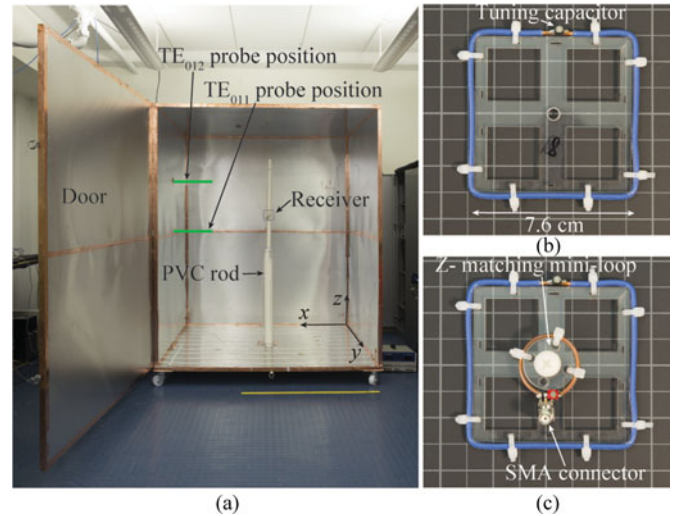 TE012 probe position
TE011 probe position
Door
Receiver
PVC rod
z
x
y
(a)
Tuning capacitor
8
7.6 cm
(b)
Z- matching mini-loop
SMA connector
(c)